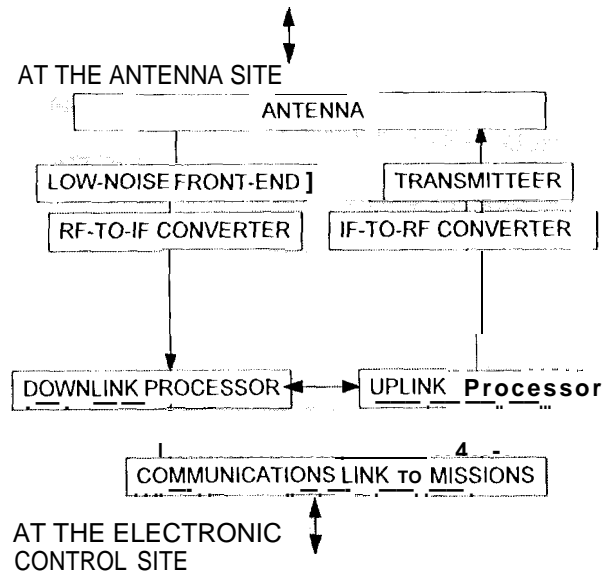 AT THE ANTENNA SITE
ANTENNA
LOW-NOISE FRONT-END ]
TRANSMITTEER
RF-TO-IF CONVERTER
IF-TO-RF CONVERTER
DOWNLINK PROCESSOR
UPLINK Processor
4 -
COMMUNICATIONS LINK TO MISSIONS
AT THE ELECTRONIC
CONTROL SITE